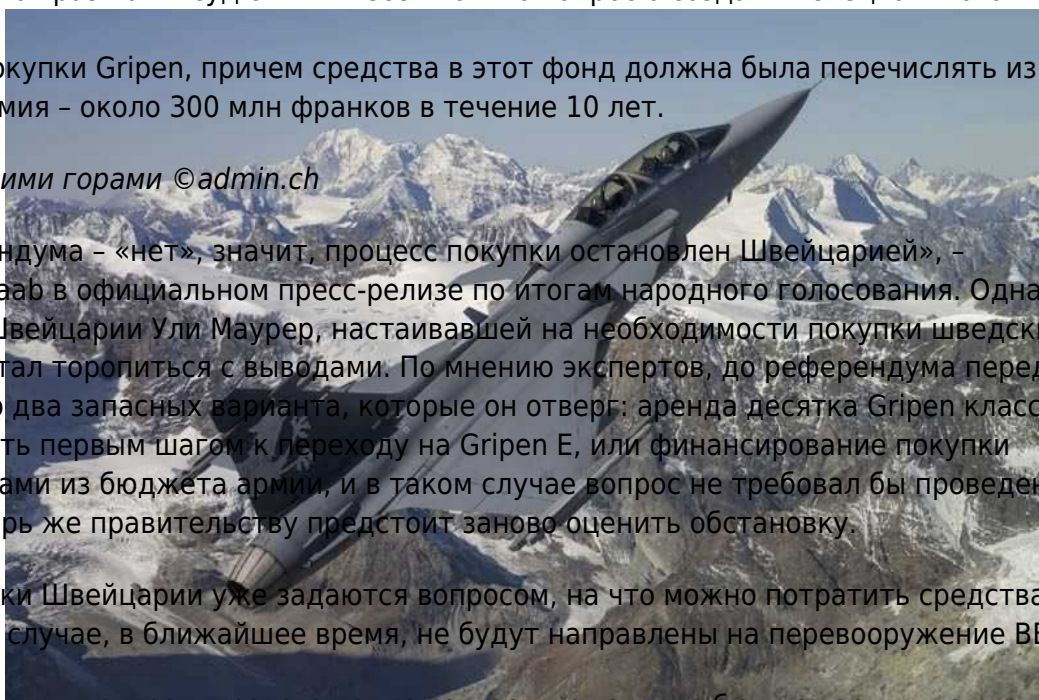 окупки Gripen, причем средства в этот фонд должна была перечислять из
мия – около 300 млн франков в течение 10 лет.
ими горами ©admin.ch
ндума – «нет», значит, процесс покупки остановлен Швейцарией», –
aab в официальном пресс-релизе по итогам народного голосования. Одна
Швейцарии Ули Маурер, настаивавшей на необходимости покупки шведски
тал торопиться с выводами. По мнению экспертов, до референдума перед
о два запасных варианта, которые он отверг: аренда десятка Gripen класс
ть первым шагом к переходу на Gripen E, или финансирование покупки
ами из бюджета армии, и в таком случае вопрос не требовал бы проведен
рь же правительству предстоит заново оценить обстановку.
ки Швейцарии уже задаются вопросом, на что можно потратить средства
случае, в ближайшее время, не будут направлены на перевооружение ВВ